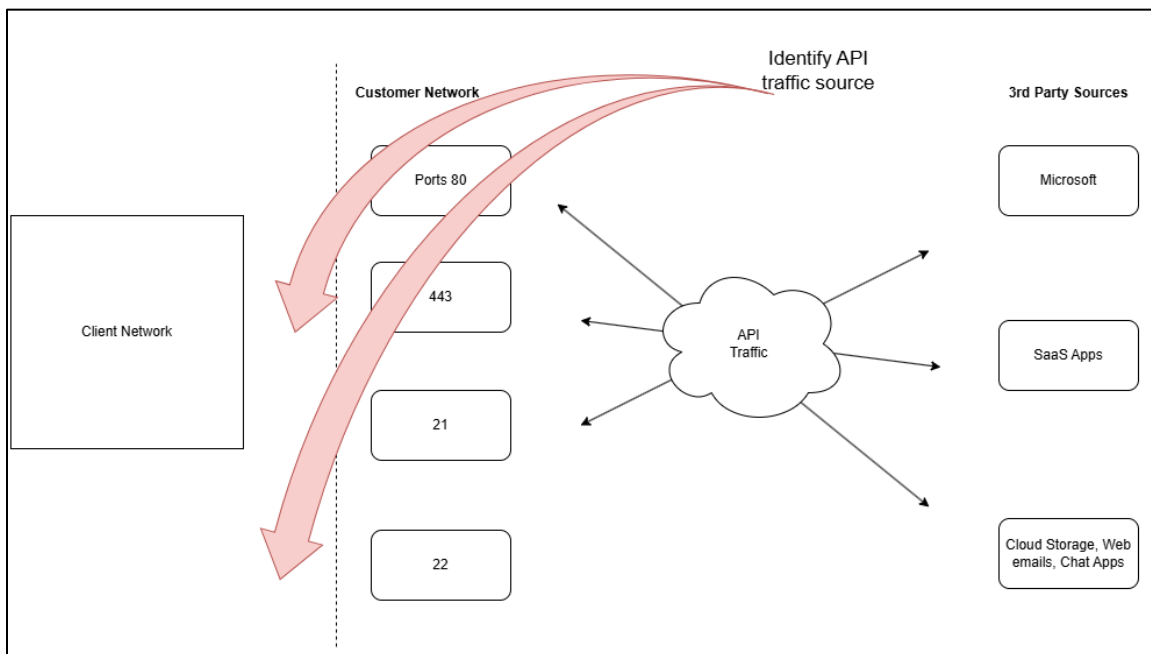 Identify API
traffic source
Customer Network
3rd Party Sources
Ports 80
Microsoft
443
Client Network
API
Traffic
SaaS Apps
21
22
Cloud Storage, Web
emails, Chat Apps